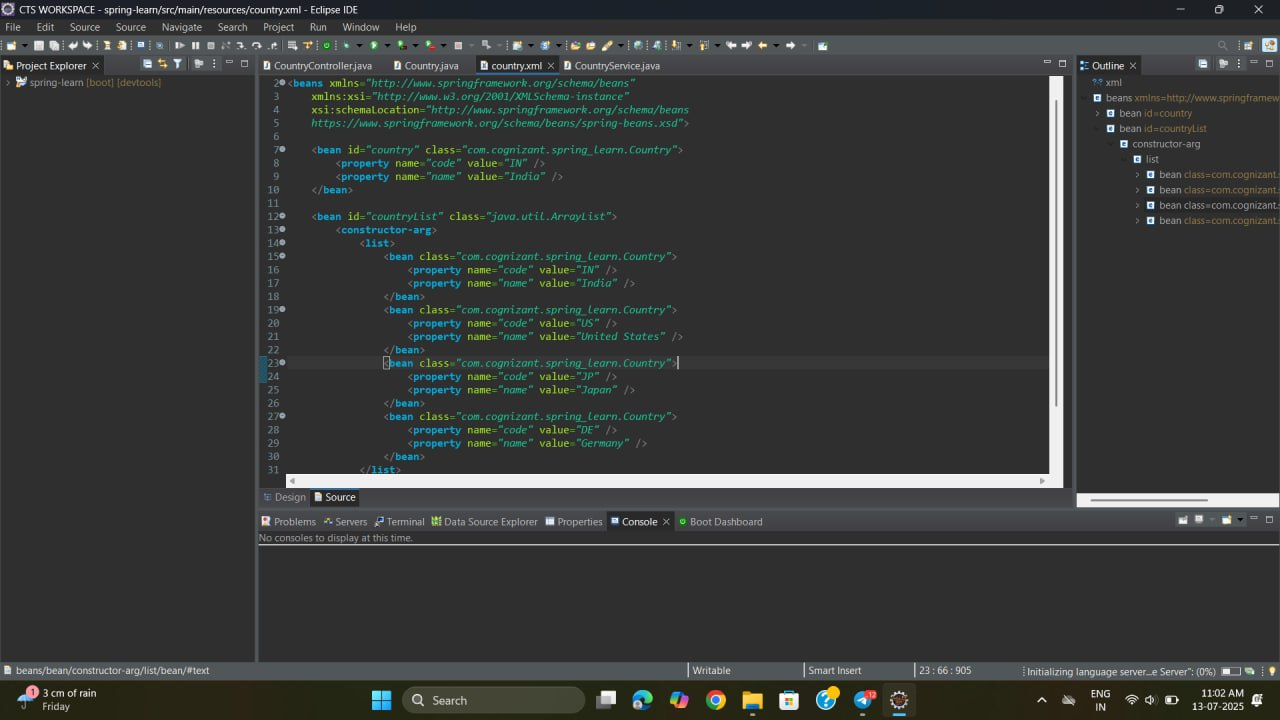 CTS WORKSPACE - spring-learn/src/main/resources/country.xml - Eclipse IDE
File Edit Source Source Navigate Search Project Run Window Help
Project Explorer
spring-learn [boot] [devtools]
CountryController.java Country.java country.xml CountryService.java
2 <beans xmlns="http://www.springframework.org/schema/beans"
3 xmlns:xsi="http://www.w3.org/2001/XMLSchema-instance"
4 xsi:schemaLocation="http://www.springframework.org/schema/beans
5 https://www.springframework.org/schema/beans/spring-beans.xsd">
6
7 <bean id="country" class="com.cognizant.spring_learn.Country">
8 <property name="code" value="IN" />
9 <property name="name" value="India" />
10 </bean>
11
12 <bean id="countryList" class="java.util.ArrayList">
13 <constructor-arg>
14 <list>
15 <bean class="com.cognizant.spring_learn.Country">
16 <property name="code" value="IN" />
17 <property name="name" value="India" />
18 </bean>
19 <bean class="com.cognizant.spring_learn.Country">
20 <property name="code" value="US" />
21 <property name="name" value="United States" />
22 </bean>
23 <bean class="com.cognizant.spring_learn.Country">
24 <property name="code" value="JP" />
25 <property name="name" value="Japan" />
26 </bean>
27 <bean class="com.cognizant.spring_learn.Country">
28 <property name="code" value="DE" />
29 <property name="name" value="Germany" />
30 </bean>
31 </list>
Design Source
Outline
xml
beans xmlns=http://www.springframew
bean id=country
bean id=countryList
constructor-arg
list
bean class=com.cognizant.s
bean class=com.cognizant.s
bean class=com.cognizant.s
bean class=com.cognizant.s
Problems Servers Terminal Data Source Explorer Properties Console Boot Dashboard
No consoles to display at this time.
beans/bean/constructor-arg/list/bean/#text Writable Smart Insert 23 : 66 : 905 Initializing language server...e Server": (0%)
1
3 cm of rain
Friday
Search
12
ENG
IN
11:02 AM
13-07-2025